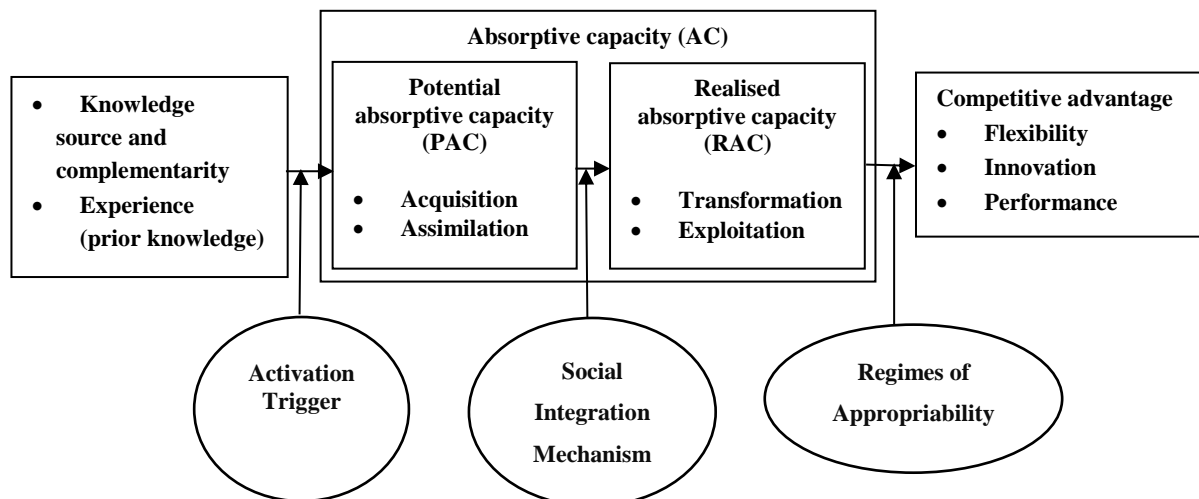 Absorptive capacity (AC)
• Knowledge
source and
complementarity
• Experience
(prior knowledge)
Potential
absorptive capacity
(PAC)
• Acquisition
• Assimilation
Realised
absorptive capacity
(RAC)
• Transformation
• Exploitation
Competitive advantage
• Flexibility
• Innovation
• Performance
Activation
Trigger
Social
Integration
Mechanism
Regimes of
Appropriability